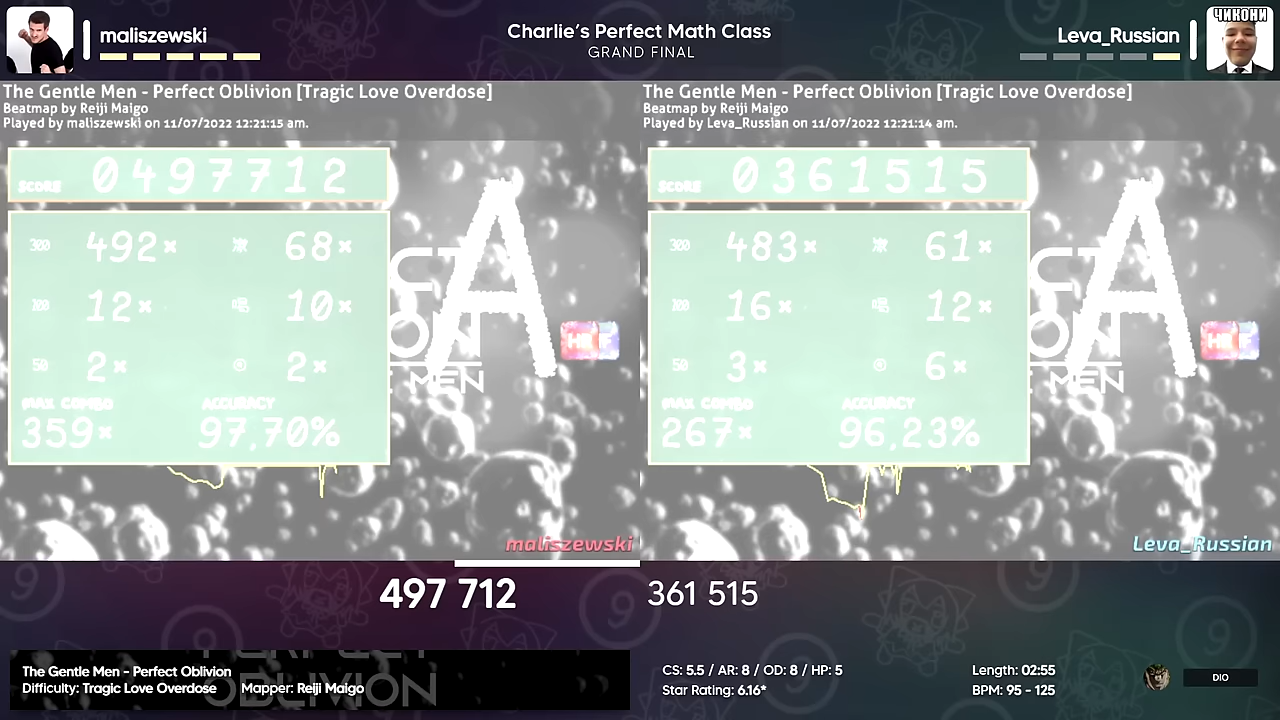 maliszewski
Charlie's Perfect Math Class
GRAND FINAL
Leva_Russian
ЧИКОНИ
The Gentle Men - Perfect Oblivion [Tragic Love Overdose]
Beatmap by Reiji Maigo
Played by maliszewski on 11/07/2022 12:21:15 am.
SCORE 0497712
300 492x 68x
100 12x 10x
50 2x 2x
MAX COMBO ACCURACY
359x 97,70%
A
maliszewski
The Gentle Men - Perfect Oblivion [Tragic Love Overdose]
Beatmap by Reiji Maigo
Played by Leva_Russian on 11/07/2022 12:21:14 am.
SCORE 0361515
300 483x 61x
100 16x 12x
50 3x 6x
MAX COMBO ACCURACY
267x 96,23%
A
Leva_Russian
497 712
361 515
The Gentle Men - Perfect Oblivion
Difficulty: Tragic Love Overdose Mapper: Reiji Maigo
OBLIVION
CS: 5.5 / AR: 8 / OD: 8 / HP: 5
Star Rating: 6.16*
Length: 02:55
BPM: 95 - 125
DIO